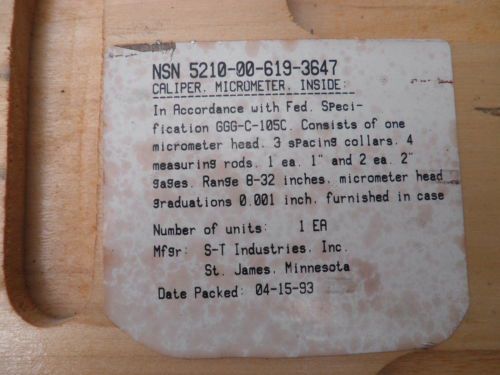 NSN 5210-00-619-3647
CALIPER, MICROMETER, INSIDE:
In Accordance with Fed. Speci-
fication GGG-C-105C. Consists of one
micrometer head, 3 spacing collars, 4
measuring rods, 1 ea. 1" and 2 ea. 2"
gages. Range 8-32 inches, micrometer head
graduations 0.001 inch, furnished in case
Number of units: 1 EA
Mfgr: S-T Industries, Inc.
St. James, Minnesota
Date Packed: 04-15-93